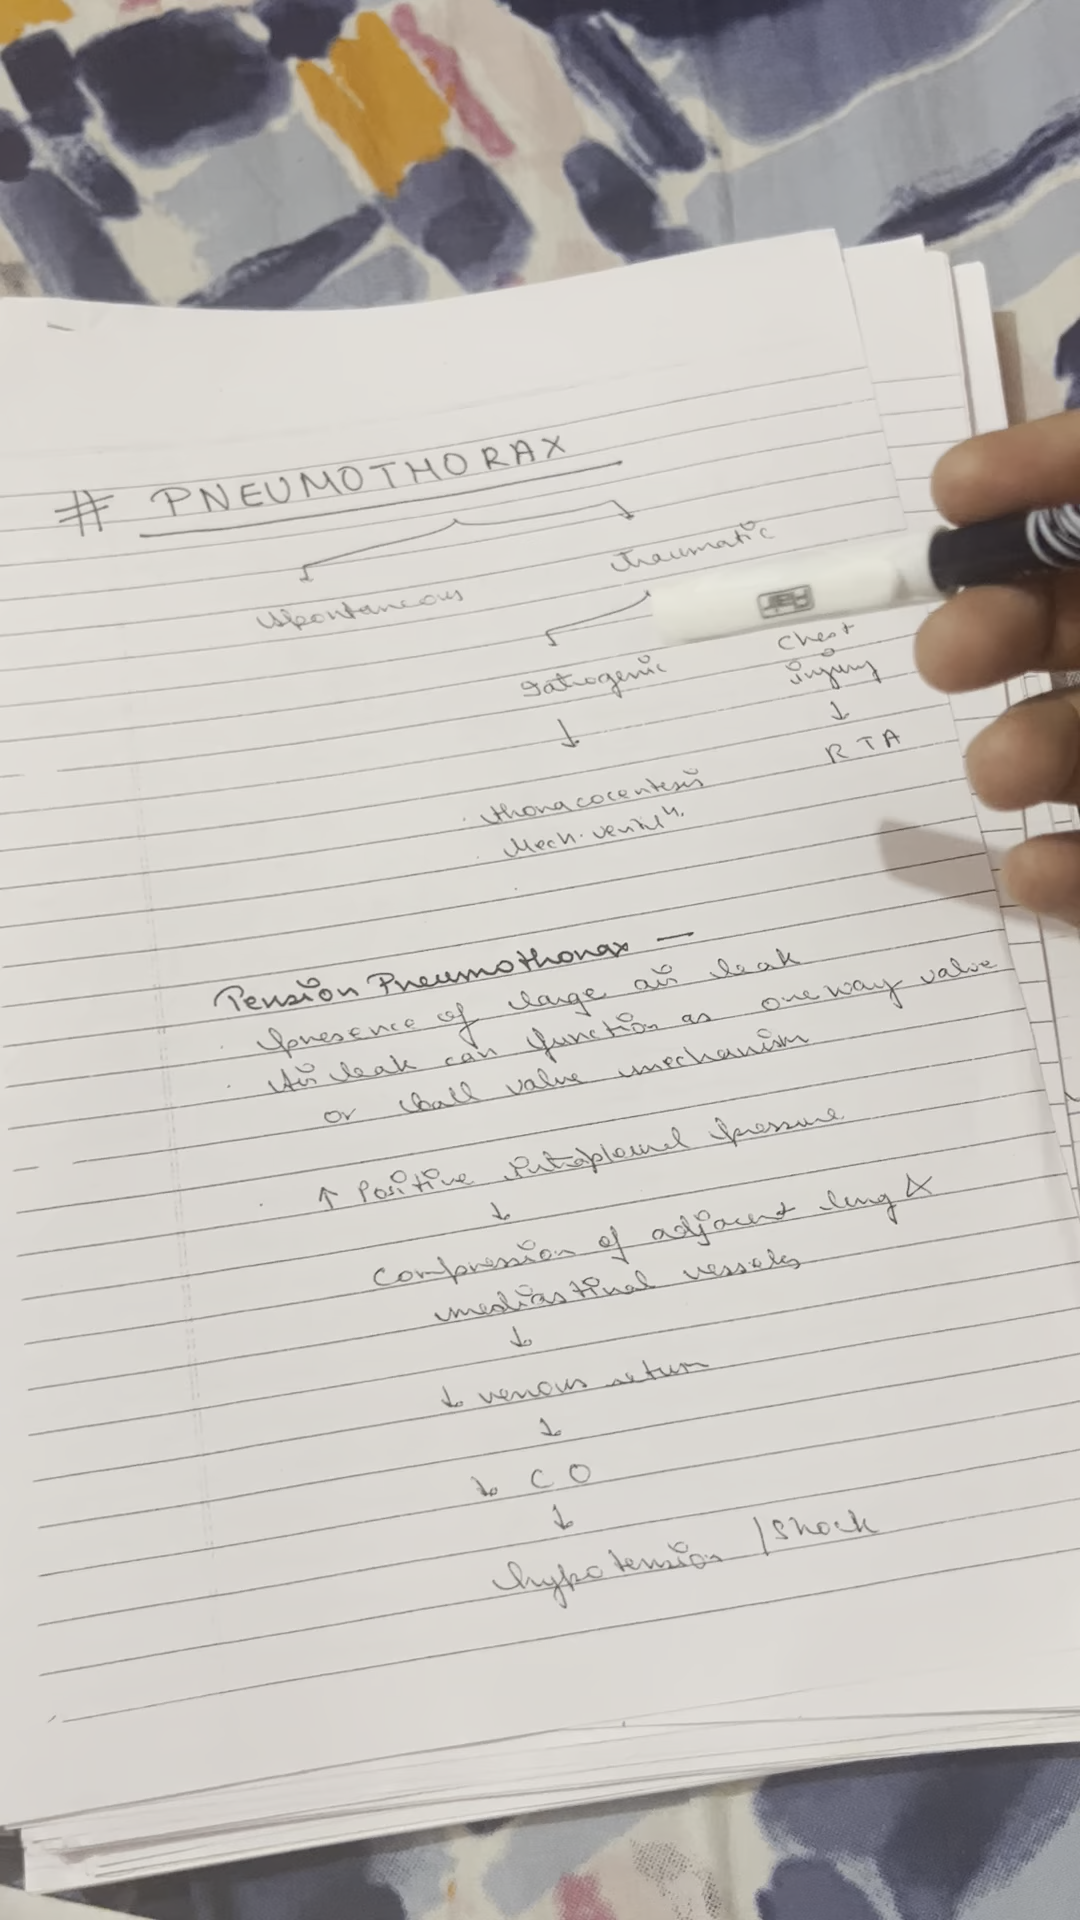 # PNEUMOTHORAX
Spontaneous
traumatic
Iatrogenic
chest
injury
↓
↓
RTA
thoracocentesis
Mech. ventilⁿ.
Tension Pneumothorax —
presence of large air leak
Air leak can function as one way valve
or ball valve mechanism
↑ Positive intrapleural pressure
↓
Compression of adjacent lung &
mediastinal vessels
↓
↓ venous return
↓
↓ CO
↓
hypotension / Shock